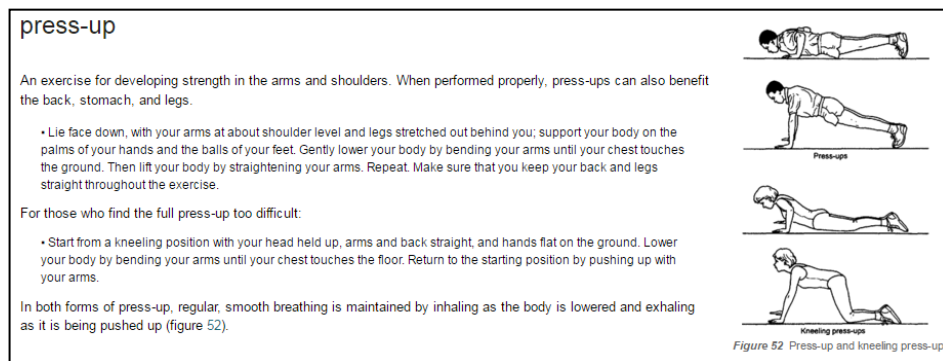 press-up
An exercise for developing strength in the arms and shoulders. When performed properly, press-ups can also benefit
the back, stomach, and legs.
• Lie face down, with your arms at about shoulder level and legs stretched out behind you; support your body on the
palms of your hands and the balls of your feet. Gently lower your body by bending your arms until your chest touches
the ground. Then lift your body by straightening your arms. Repeat. Make sure that you keep your back and legs
straight throughout the exercise.
For those who find the full press-up too difficult:
• Start from a kneeling position with your head held up, arms and back straight, and hands flat on the ground. Lower
your body by bending your arms until your chest touches the floor. Return to the starting position by pushing up with
your arms.
In both forms of press-up, regular, smooth breathing is maintained by inhaling as the body is lowered and exhaling
as it is being pushed up (figure 52).
Press-ups
Kneeling press-ups
Figure 52 Press-up and kneeling press-up